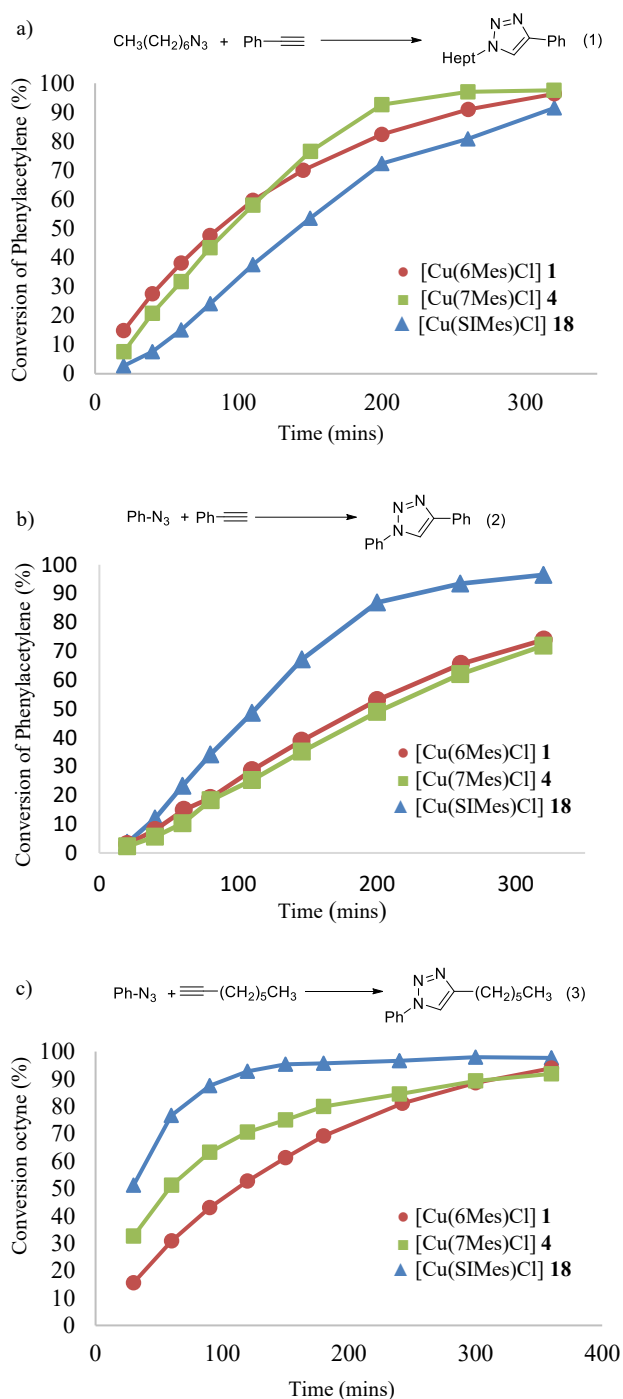 a)
CH3(CH2)6N3 + Ph
N N N Hept Ph (1)
Conversion of Phenylacetylene (%)
100
90
80
70
60
50
40
30
20
10
0
[Cu(6Mes)Cl] 1
[Cu(7Mes)Cl] 4
[Cu(SIMes)Cl] 18
0 100 200 300
Time (mins)
b)
Ph-N3 + Ph
N N N Ph Ph (2)
Conversion of Phenylacetylene (%)
100
90
80
70
60
50
40
30
20
10
0
[Cu(6Mes)Cl] 1
[Cu(7Mes)Cl] 4
[Cu(SIMes)Cl] 18
0 100 200 300
Time (mins)
c)
Ph-N3 + (CH2)5CH3
N N N Ph (CH2)5CH3 (3)
Conversion octyne (%)
100
90
80
70
60
50
40
30
20
10
0
[Cu(6Mes)Cl] 1
[Cu(7Mes)Cl] 4
[Cu(SIMes)Cl] 18
0 100 200 300 400
Time (mins)